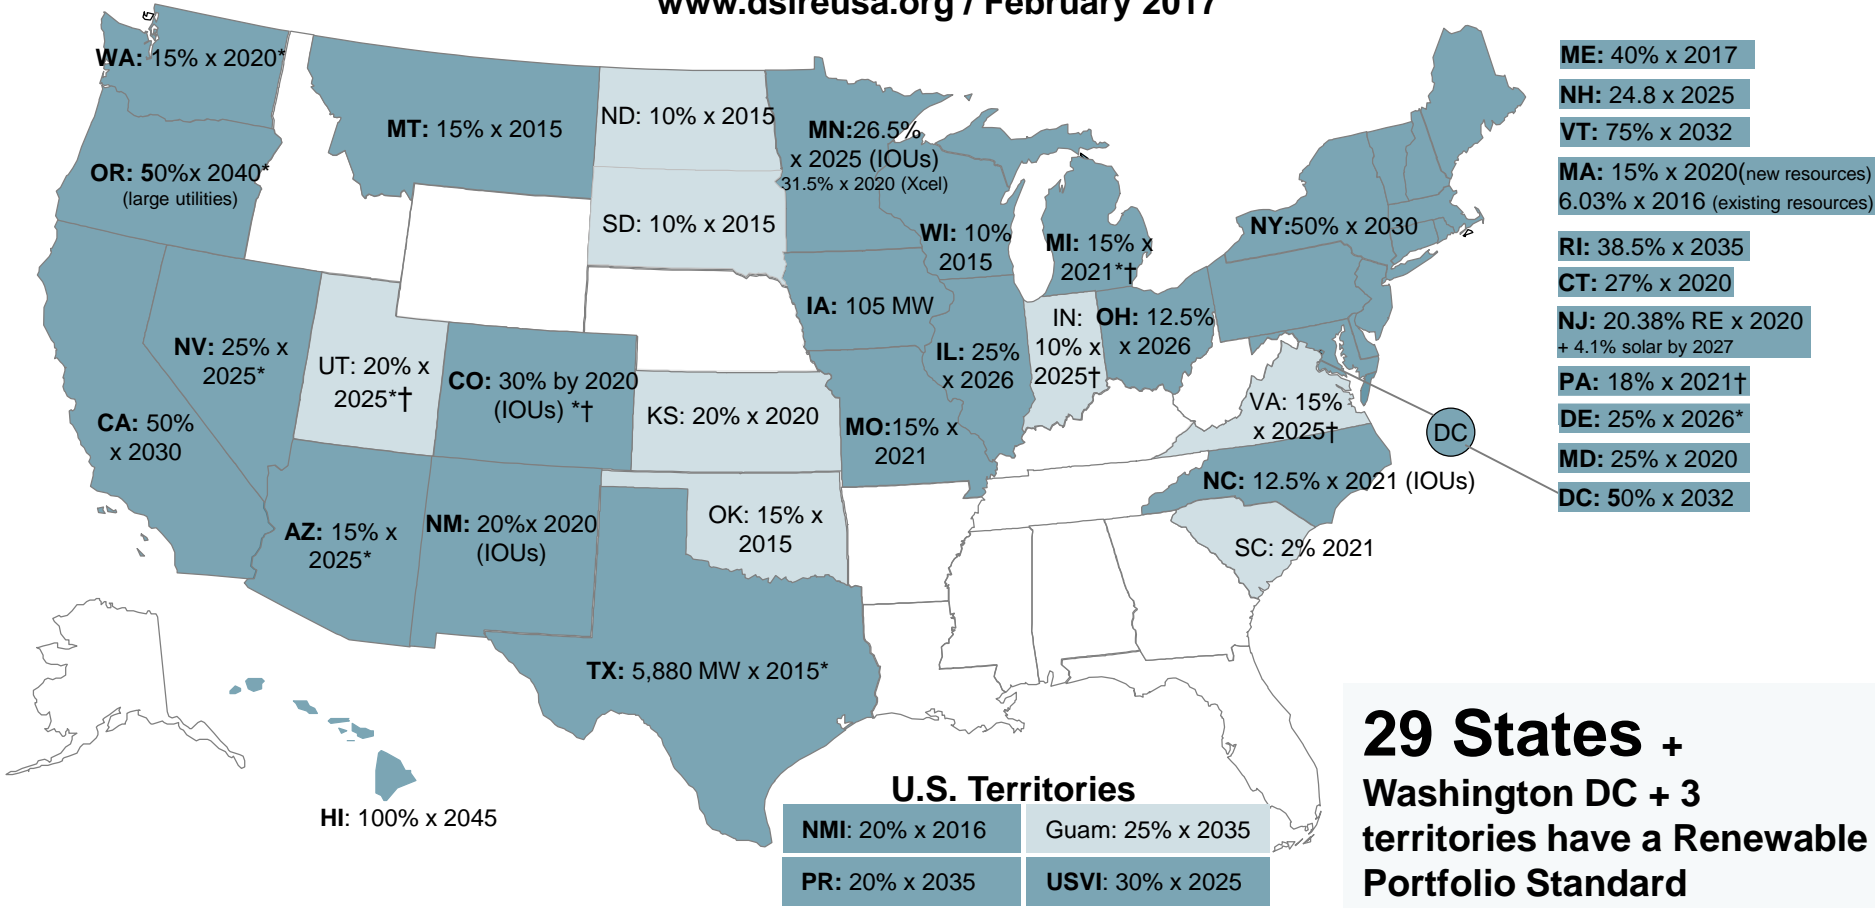 www.dsireusa.org / February 2017
WA: 15% x 2020*
MT: 15% x 2015
ND: 10% x 2015
MN:26.5%
x 2025 (IOUs)
31.5% x 2020 (Xcel)
OR: 50%x 2040*
(large utilities)
SD: 10% x 2015
WI: 10%
2015
MI: 15% x
2021*†
NY:50% x 2030
IA: 105 MW
NV: 25% x
2025*
UT: 20% x
2025*†
CO: 30% by 2020
(IOUs) *†
KS: 20% x 2020
IL: 25%
x 2026
IN:
10% x
2025†
OH: 12.5%
x 2026
CA: 50%
x 2030
MO:15% x
2021
VA: 15%
x 2025†
DC
NC: 12.5% x 2021 (IOUs)
AZ: 15% x
2025*
NM: 20%x 2020
(IOUs)
OK: 15% x
2015
SC: 2% 2021
TX: 5,880 MW x 2015*
HI: 100% x 2045
ME: 40% x 2017
NH: 24.8 x 2025
VT: 75% x 2032
MA: 15% x 2020(new resources)
6.03% x 2016 (existing resources)
RI: 38.5% x 2035
CT: 27% x 2020
NJ: 20.38% RE x 2020
+ 4.1% solar by 2027
PA: 18% x 2021†
DE: 25% x 2026*
MD: 25% x 2020
DC: 50% x 2032
U.S. Territories
NMI: 20% x 2016
Guam: 25% x 2035
PR: 20% x 2035
USVI: 30% x 2025
29 States +
Washington DC + 3
territories have a Renewable
Portfolio Standard